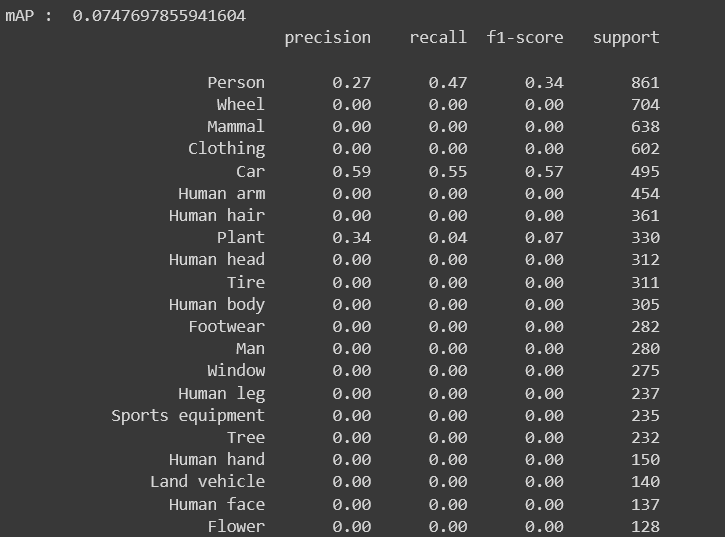 mAP :  0.0747697855941604
precision recall f1-score support
Person 0.27 0.47 0.34 861
Wheel 0.00 0.00 0.00 704
Mammal 0.00 0.00 0.00 638
Clothing 0.00 0.00 0.00 602
Car 0.59 0.55 0.57 495
Human arm 0.00 0.00 0.00 454
Human hair 0.00 0.00 0.00 361
Plant 0.34 0.04 0.07 330
Human head 0.00 0.00 0.00 312
Tire 0.00 0.00 0.00 311
Human body 0.00 0.00 0.00 305
Footwear 0.00 0.00 0.00 282
Man 0.00 0.00 0.00 280
Window 0.00 0.00 0.00 275
Human leg 0.00 0.00 0.00 237
Sports equipment 0.00 0.00 0.00 235
Tree 0.00 0.00 0.00 232
Human hand 0.00 0.00 0.00 150
Land vehicle 0.00 0.00 0.00 140
Human face 0.00 0.00 0.00 137
Flower 0.00 0.00 0.00 128